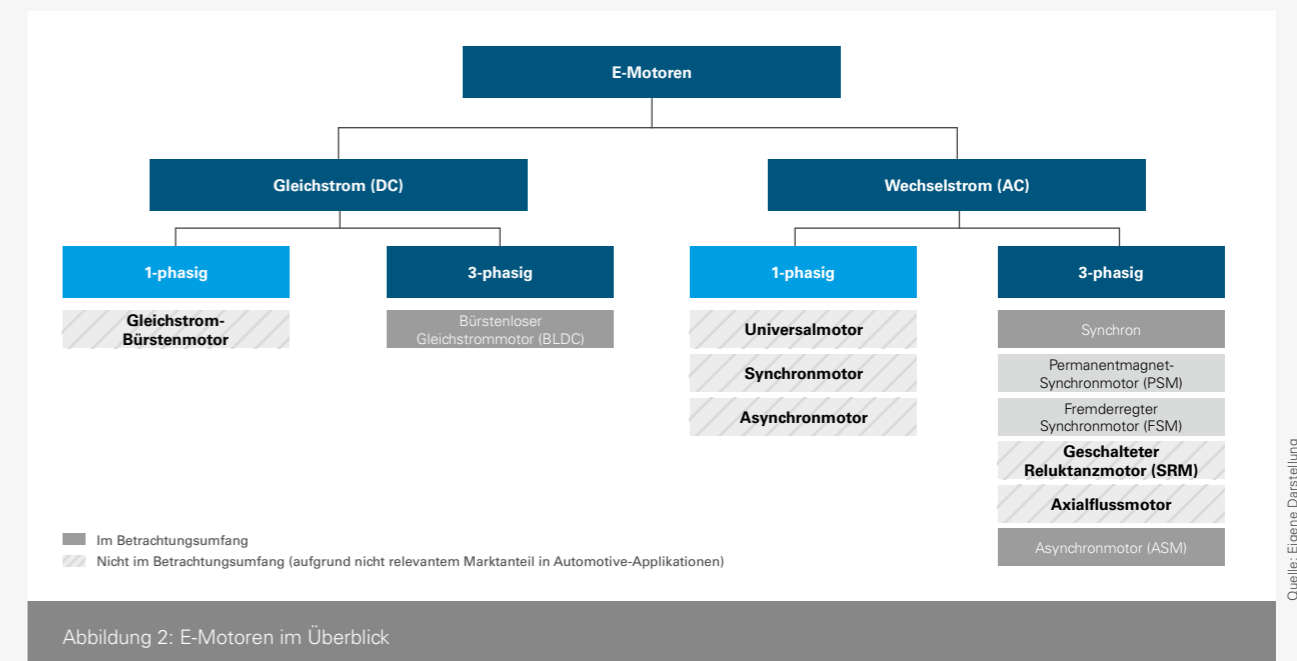 E-Motoren
Gleichstrom (DC)
Wechselstrom (AC)
1-phasig
3-phasig
1-phasig
3-phasig
Gleichstrom-
Bürstenmotor
Bürstenloser
Gleichstrommotor (BLDC)
Universalmotor
Synchronmotor
Asynchronmotor
Synchron
Permanentmagnet-
Synchronmotor (PSM)
Fremderregter
Synchronmotor (FSM)
Geschalteter
Reluktanzmotor (SRM)
Axialflussmotor
Asynchronmotor (ASM)
Im Betrachtungsumfang
Nicht im Betrachtungsumfang (aufgrund nicht relevantem Marktanteil in Automotive-Applikationen)
Quelle: Eigene Darstellung
Abbildung 2: E-Motoren im Überblick